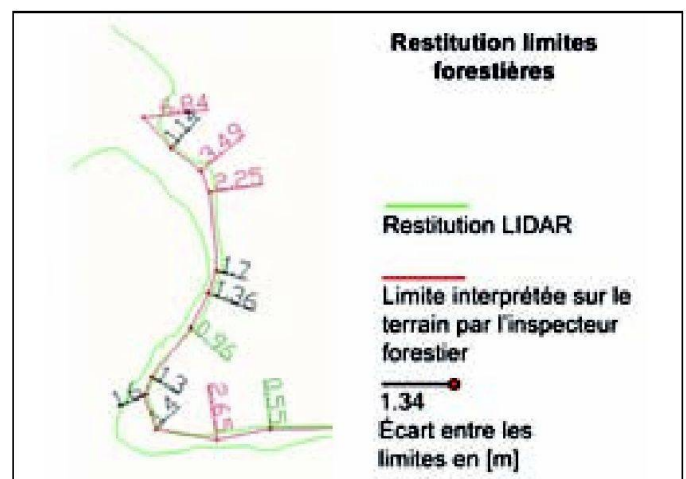 Restitution limites
forestières
6.84
3.49
2.25
1.2
1.36
0.96
1.3
1.6
2.65
0.55
Restitution LIDAR
Limite interprétée sur le
terrain par l'inspecteur
forestier
1.34
Écart entre les
limites en [m]